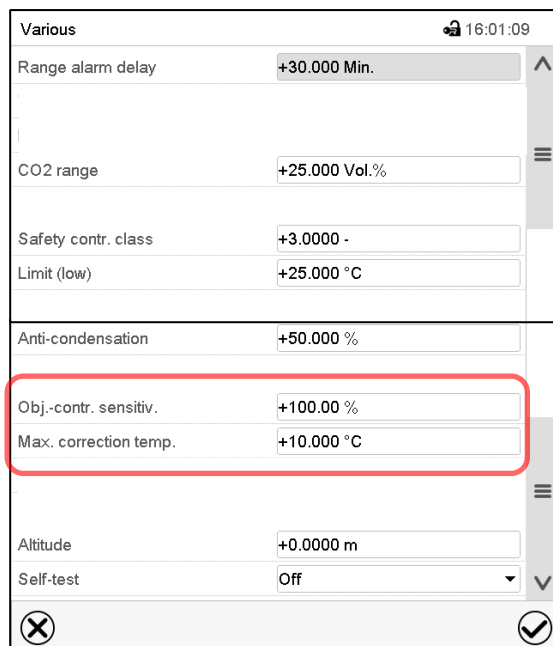 Various 16:01:09
Range alarm delay +30.000 Min.
CO2 range +25.000 Vol.%
Safety contr. class +3.0000 -
Limit (low) +25.000 °C
Anti-condensation +50.000 %
Obj.-contr. sensitiv. +100.00 %
Max. correction temp. +10.000 °C
Altitude +0.0000 m
Self-test Off